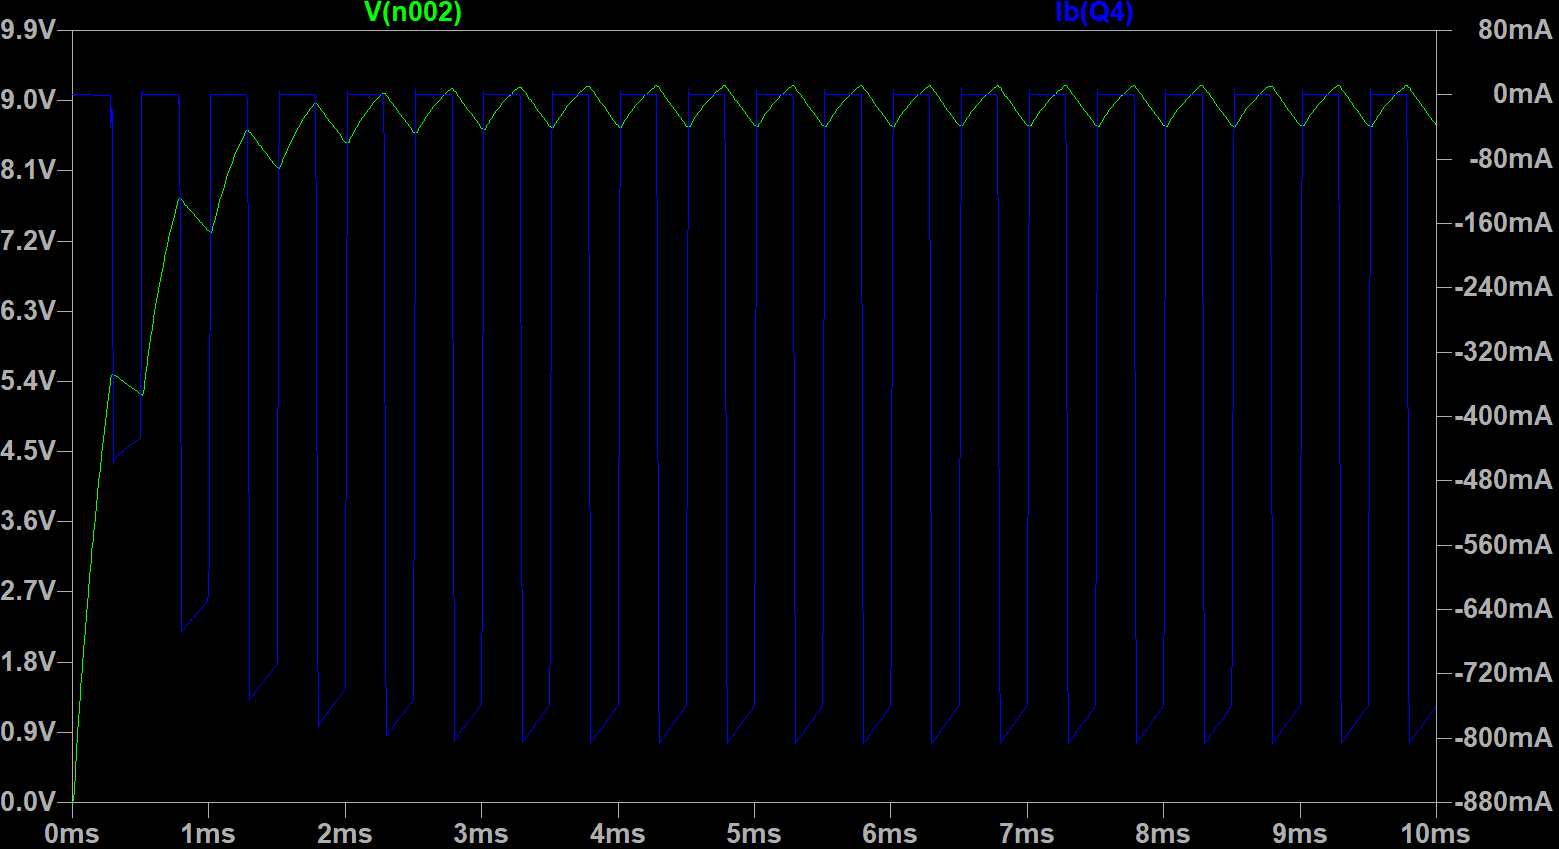 V(n002) Ib(Q4)
9.9V 80mA
9.0V 0mA
8.1V -80mA
7.2V -160mA
6.3V -240mA
5.4V -320mA
4.5V -400mA
3.6V -480mA
2.7V -560mA
1.8V -640mA
0.9V -720mA
0.0V -800mA
-880mA
0ms 1ms 2ms 3ms 4ms 5ms 6ms 7ms 8ms 9ms 10ms